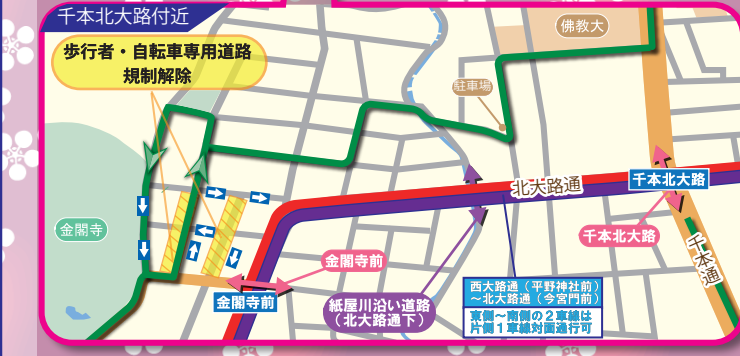 千本北大路付近
歩行者・自転車専用道路
規制解除
佛教大
駐車場
北大路通
千本北大路
金閣寺
千本北大路
千本通
金閣寺前
金閣寺前
紙屋川沿い道路
（北大路通下）
西大路通（平野神社前）
～北大路通（今宮門前）
東側～南側の２車線は
片側１車線対面通行可